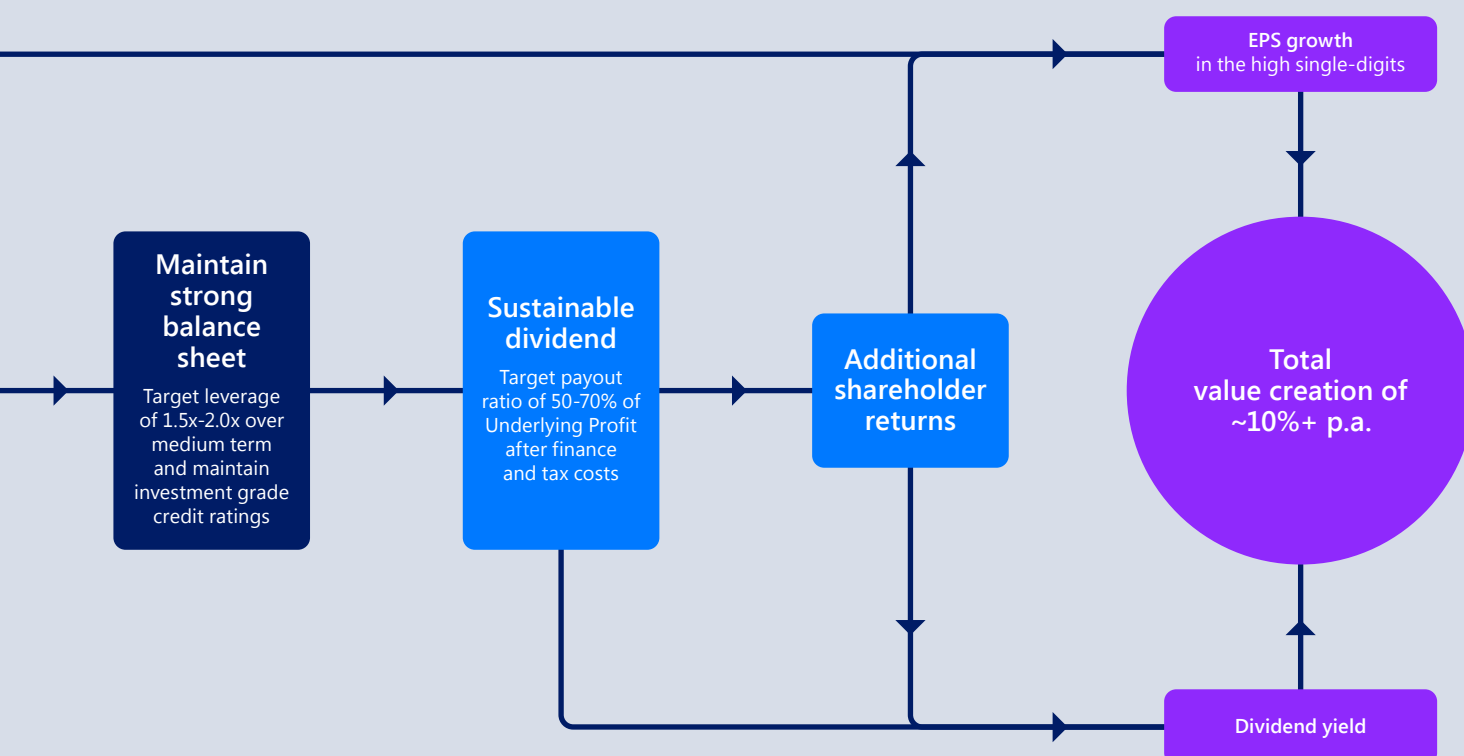 EPS growth
in the high single-digits
Maintain
strong
balance
sheet
Target leverage
of 1.5x-2.0x over
medium term
and maintain
investment grade
credit ratings
Sustainable
dividend
Target payout
ratio of 50-70% of
Underlying Profit
after finance
and tax costs
Additional
shareholder
returns
Total
value creation of
~10%+ p.a.
Dividend yield